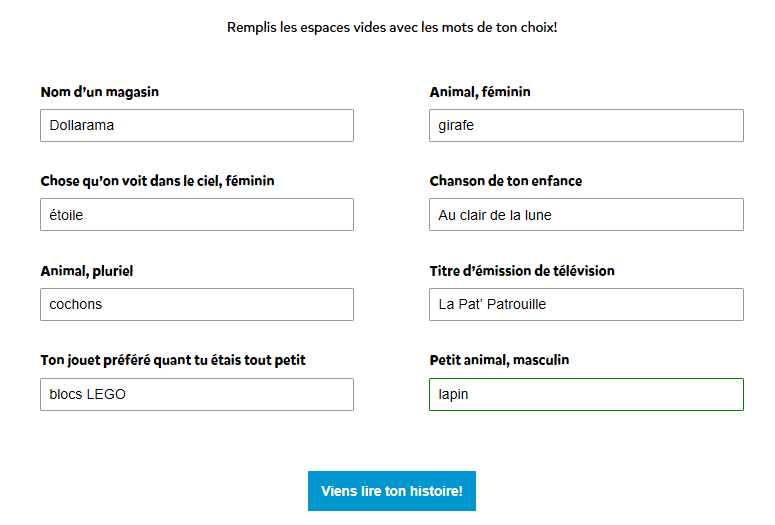 Remplis les espaces vides avec les mots de ton choix!
Nom d'un magasin
Dollarama
Animal, féminin
girafe
Chose qu'on voit dans le ciel, féminin
étoile
Chanson de ton enfance
Au clair de la lune
Animal, pluriel
cochons
Titre d'émission de télévision
La Pat' Patrouille
Ton jouet préféré quant tu étais tout petit
blocs LEGO
Petit animal, masculin
lapin
Viens lire ton histoire!